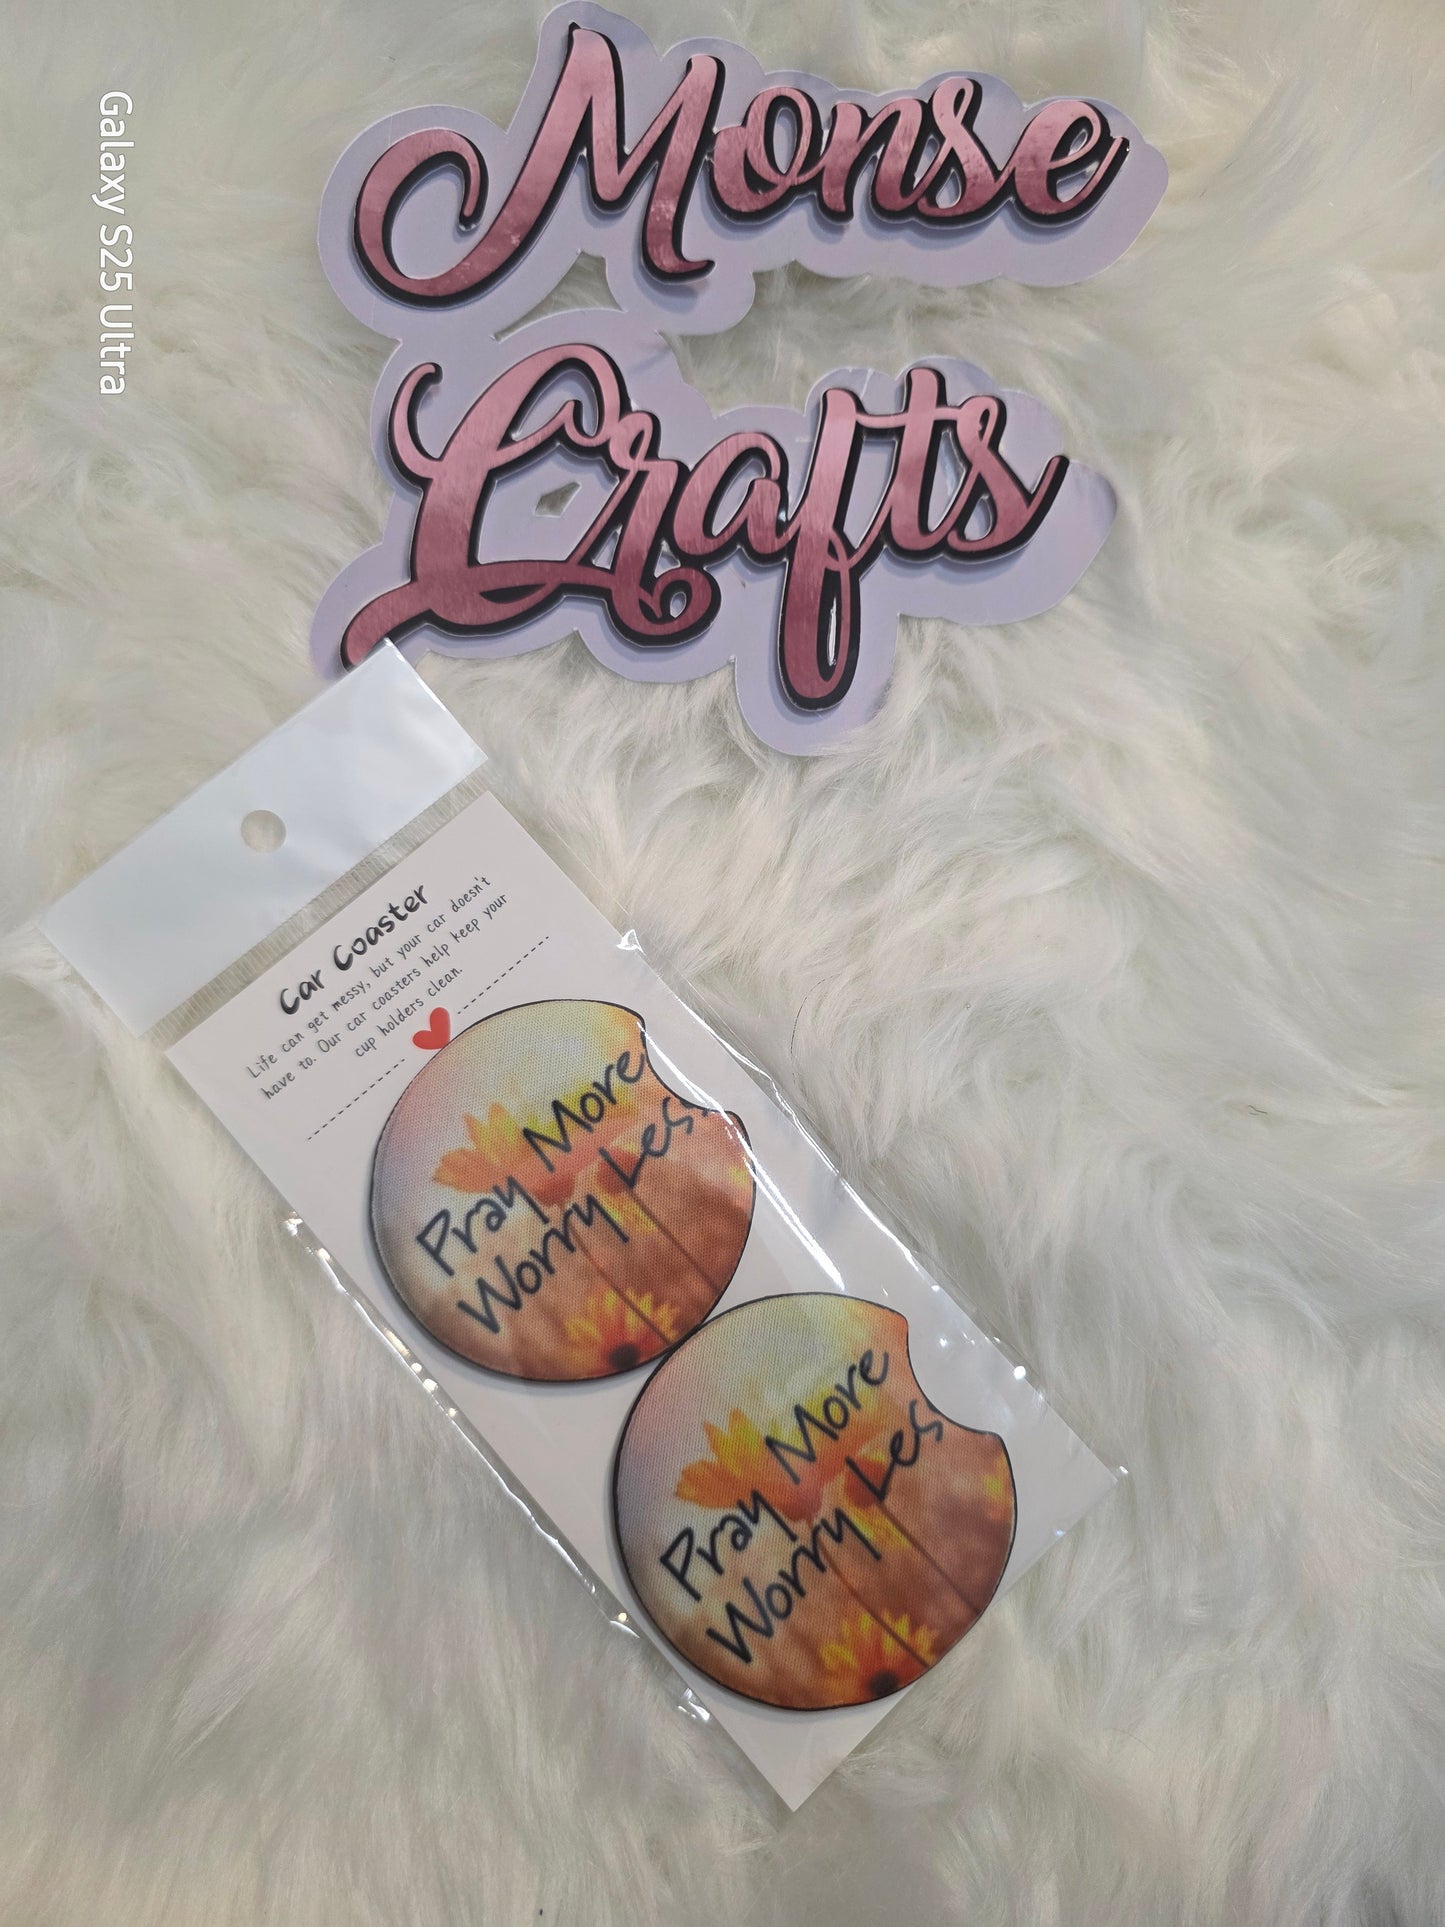 Galaxy S25 Ultra
Monse
Crafts
Car Coaster
Life can get messy, but your car doesn't
have to. Our car coasters help keep your
cup holders clean.
Pray More
Worry Less
Pray More
Worry Les